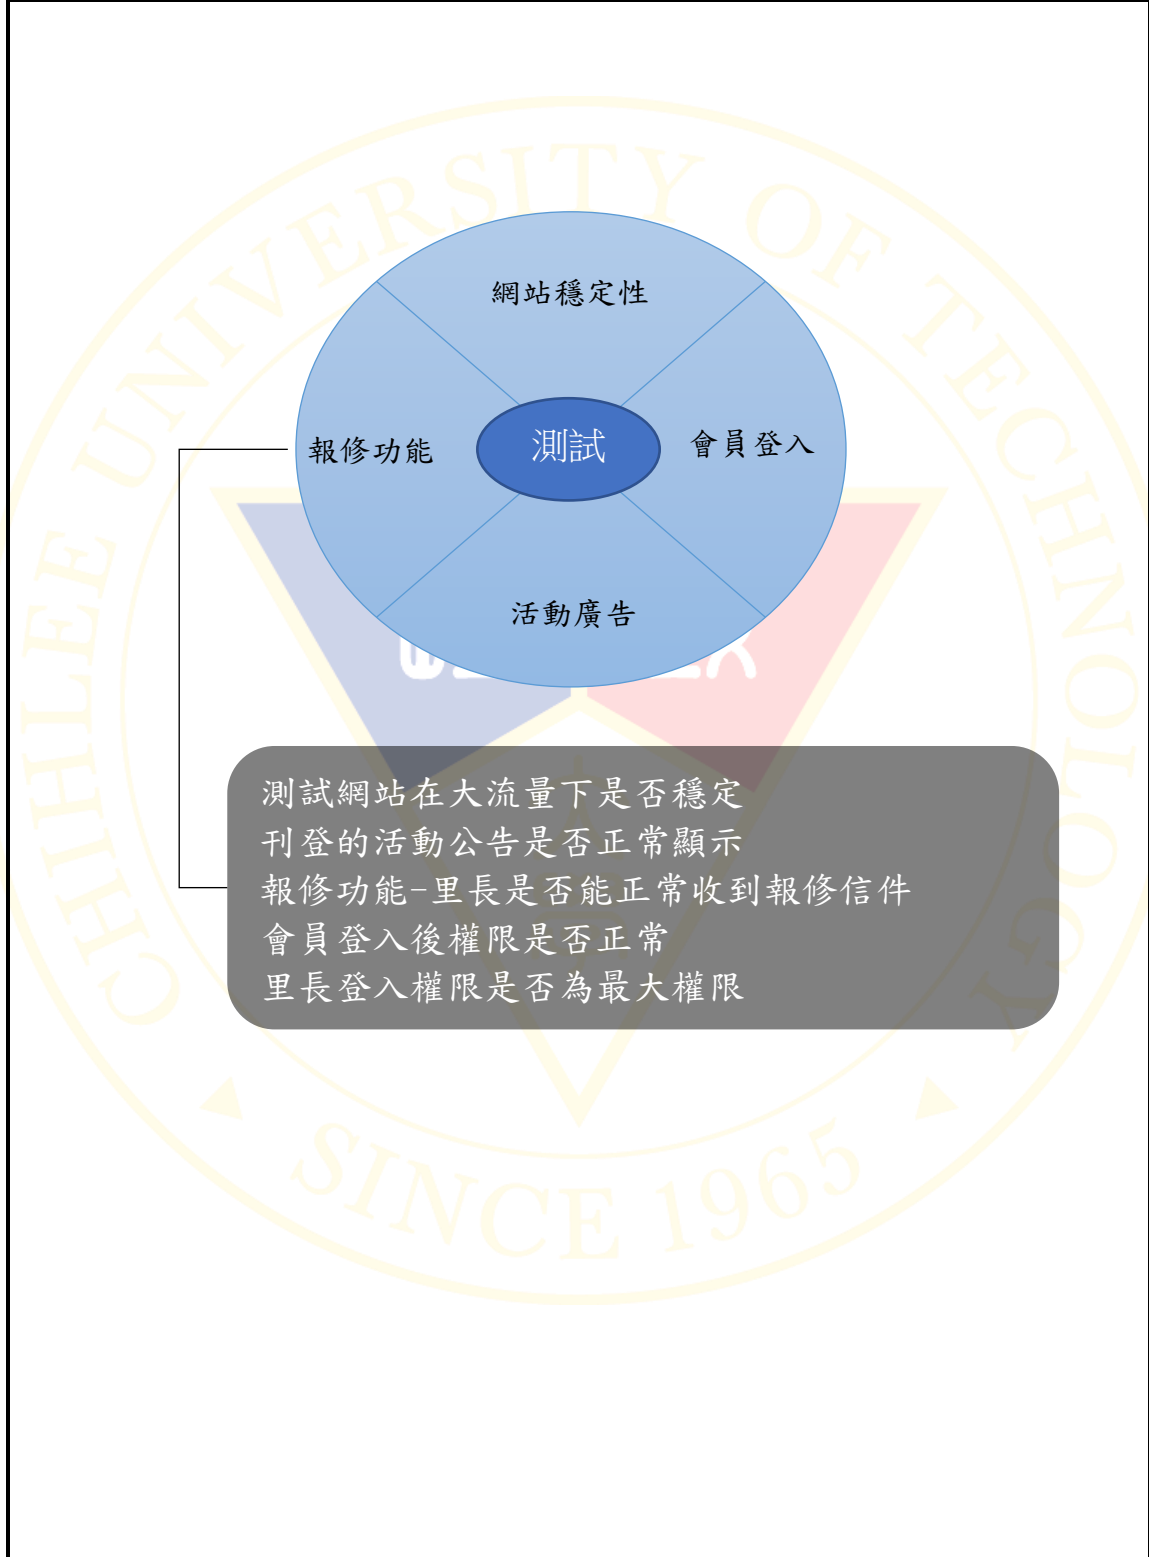 CHIHLEE UNIVERSITY OF TECHNOLOGY
網站穩定性
報修功能
測試
會員登入
活動廣告
測試網站在大流量下是否穩定
刊登的活動公告是否正常顯示
報修功能-里長是否能正常收到報修信件
會員登入後權限是否正常
里長登入權限是否為最大權限
SINCE 1965